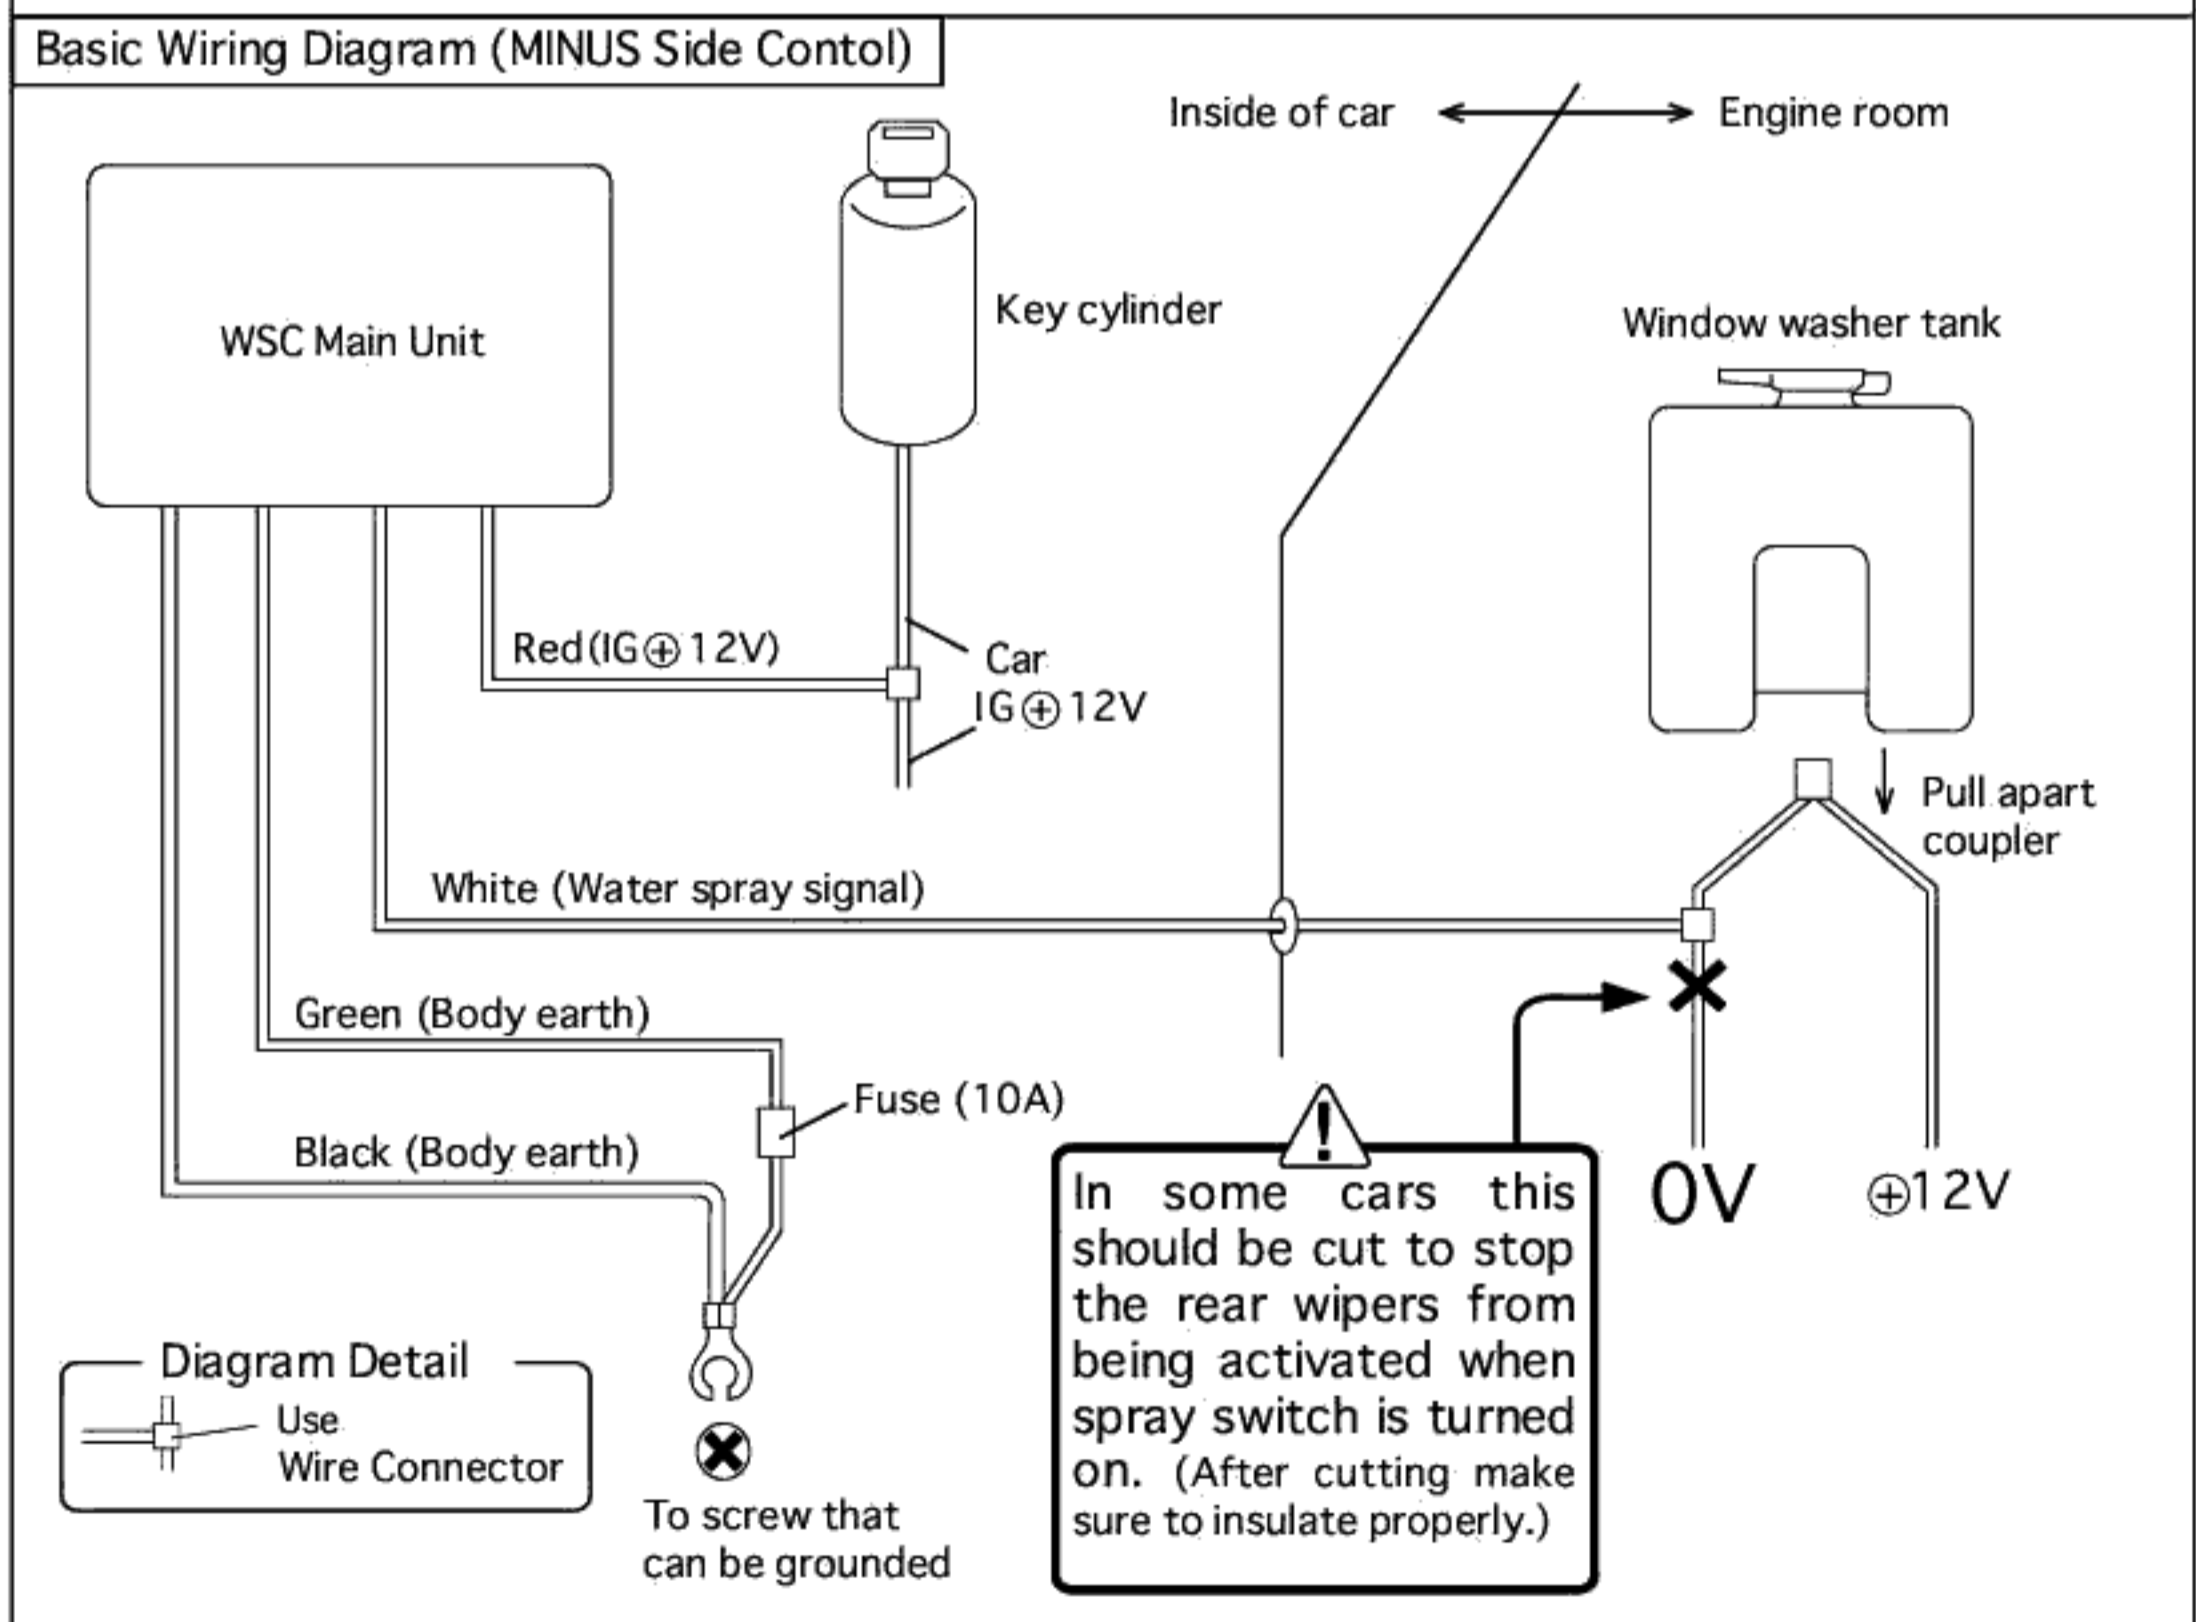 Basic Wiring Diagram (MINUS Side Contol)
Inside of car
Engine room
WSC Main Unit
Key cylinder
Window washer tank
Red(IG⊕12V)
Car
IG⊕12V
Pull apart
coupler
White (Water spray signal)
Green (Body earth)
Fuse (10A)
Black (Body earth)
0V
⊕12V
!
In some cars this
should be cut to stop
the rear wipers from
being activated when
spray switch is turned
on. (After cutting make
sure to insulate properly.)
Diagram Detail
Use
Wire Connector
To screw that
can be grounded